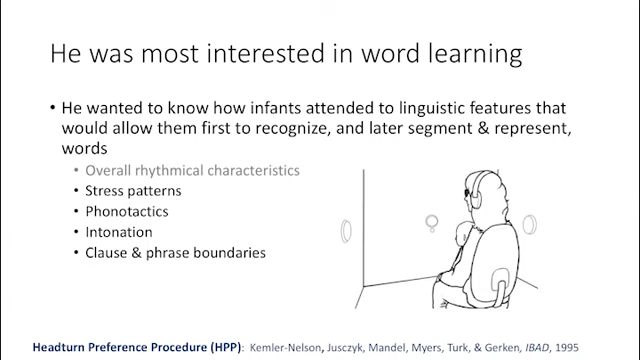 He was most interested in word learning
• He wanted to know how infants attended to linguistic features that
would allow them first to recognize, and later segment & represent,
words
• Overall rhythmical characteristics
• Stress patterns
• Phonotactics
• Intonation
• Clause & phrase boundaries
Headturn Preference Procedure (HPP): Kemler-Nelson, Jusczyk, Mandel, Myers, Turk, & Gerken, IBAD, 1995